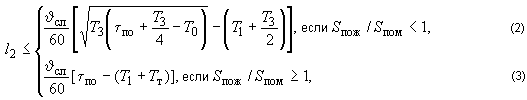 l₂ ≤ { ϑсл/60 [ √( T₃ ( τпо + T₃/4 − T₀ ) ) − ( T₁ + T₃/2 ) ], если Sпож / Sпом < 1, (2)
ϑсл/60 [ τпо − (T₁ + Tт) ], если Sпож / Sпом ≥ 1, (3)